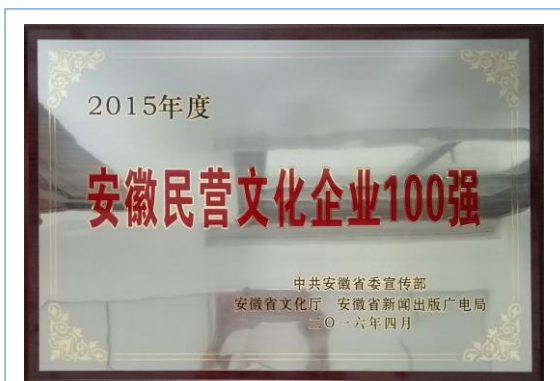 2015年度
安徽民营文化企业100强
中共安徽省委宣传部
安徽省文化厅 安徽省新闻出版广电局
二〇一六年四月